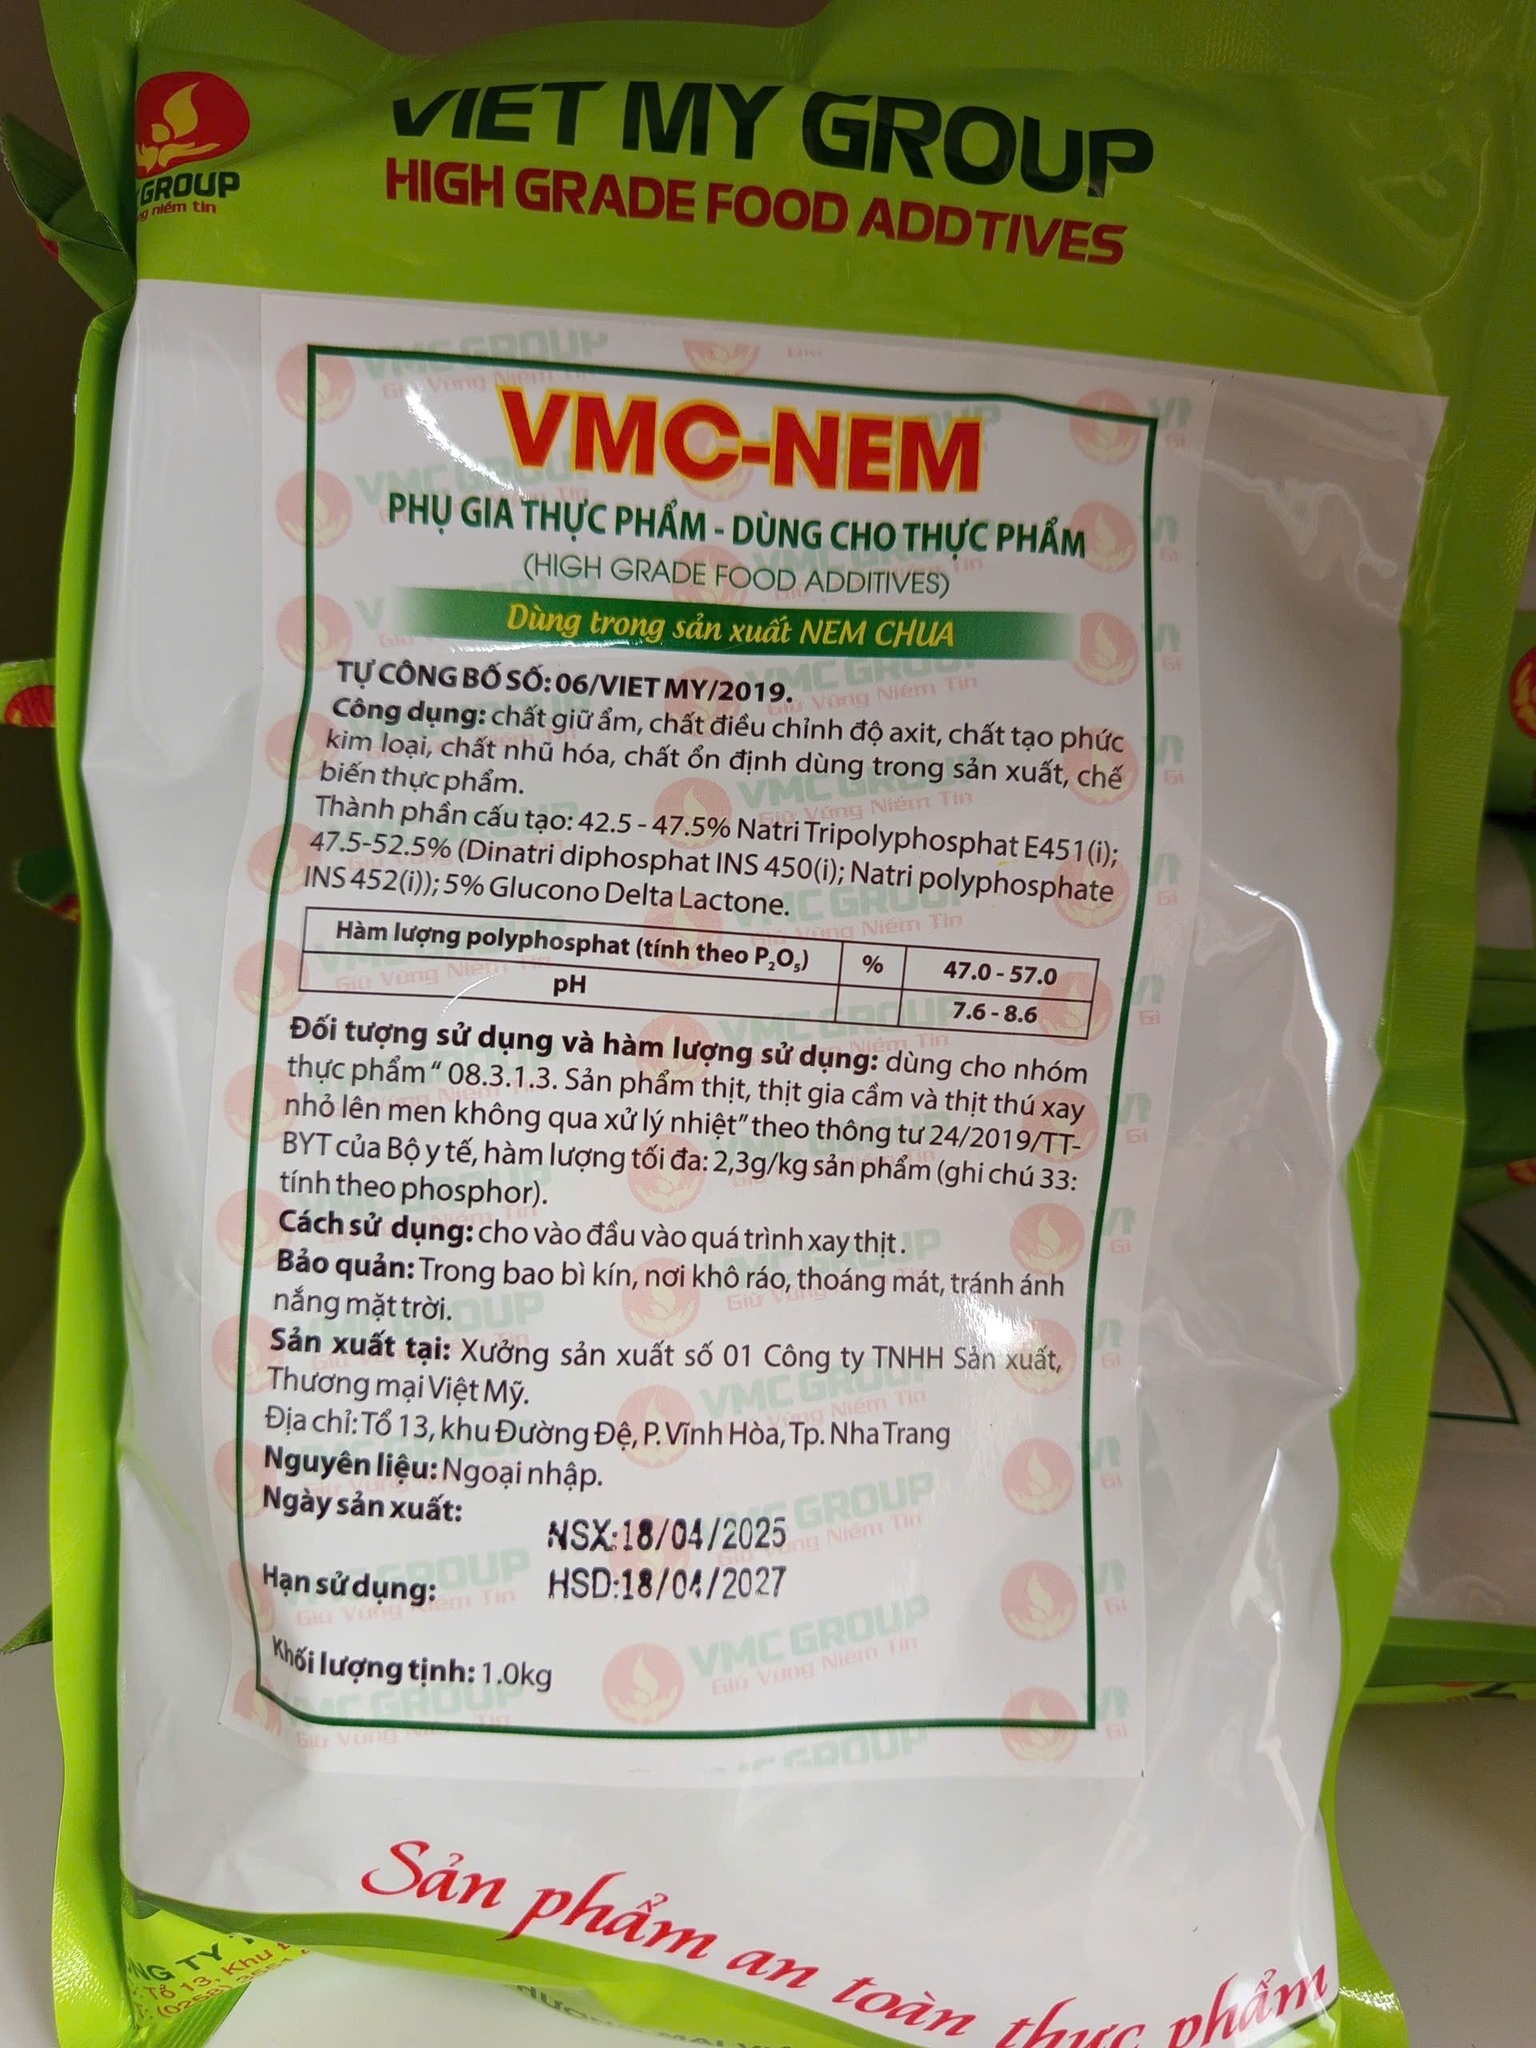 VIET MY GROUP
HIGH GRADE FOOD ADDTIVES
GROUP
niềm tin
VMC-NEM
PHỤ GIA THỰC PHẨM - DÙNG CHO THỰC PHẨM
(HIGH GRADE FOOD ADDITIVES)
Dùng trong sản xuất NEM CHUA
TỰ CÔNG BỐ SỐ: 06/VIET MY/2019.
Công dụng: chất giữ ẩm, chất điều chỉnh độ axit, chất tạo phức
kim loại, chất nhũ hóa, chất ổn định dùng trong sản xuất, chế
biến thực phẩm.
Thành phần cấu tạo: 42.5 - 47.5% Natri Tripolyphosphat E451(i);
47.5-52.5% (Dinatri diphosphat INS 450(i); Natri polyphosphate
INS 452(i)); 5% Glucono Delta Lactone.
Hàm lượng polyphosphat (tính theo P₂O₅) % 47.0 - 57.0
pH 7.6 - 8.6
Đối tượng sử dụng và hàm lượng sử dụng: dùng cho nhóm
thực phẩm " 08.3.1.3. Sản phẩm thịt, thịt gia cầm và thịt thú xay
nhỏ lên men không qua xử lý nhiệt" theo thông tư 24/2019/TT-
BYT của Bộ y tế, hàm lượng tối đa: 2,3g/kg sản phẩm (ghi chú 33:
tính theo phosphor).
Cách sử dụng: cho vào đầu vào quá trình xay thịt.
Bảo quản: Trong bao bì kín, nơi khô ráo, thoáng mát, tránh ánh
nắng mặt trời.
Sản xuất tại: Xưởng sản xuất số 01 Công ty TNHH Sản xuất,
Thương mại Việt Mỹ.
Địa chỉ: Tổ 13, khu Đường Đệ, P. Vĩnh Hòa, Tp. Nha Trang
Nguyên liệu: Ngoại nhập.
Ngày sản xuất: NSX:18/04/2025
Hạn sử dụng: HSD:18/04/2027
Khối lượng tịnh: 1.0kg
VMC GROUP
Giữ Vững Niềm Tin
Sản phẩm an toàn thực phẩm
TY
Tổ 13, Khu